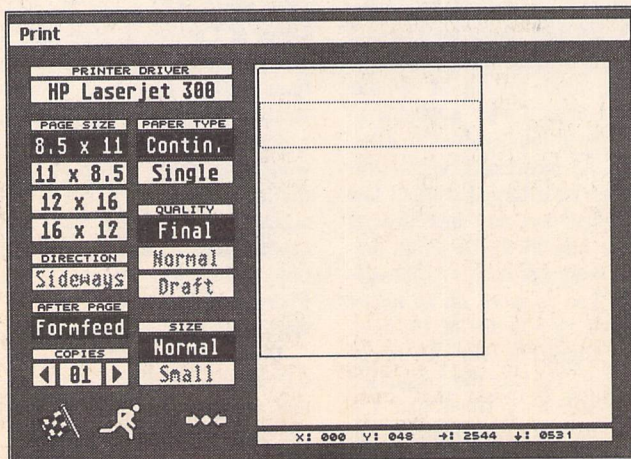 Print
PRINTER DRIVER
HP Laserjet 300
PAGE SIZE
8.5 x 11
11 x 8.5
12 x 16
16 x 12
DIRECTION
Sideways
AFTER PAGE
Formfeed
COPIES
01
PAPER TYPE
Contin.
Single
QUALITY
Final
Normal
Draft
SIZE
Normal
Small
X: 000 Y: 048 →: 2544 ↓: 0531